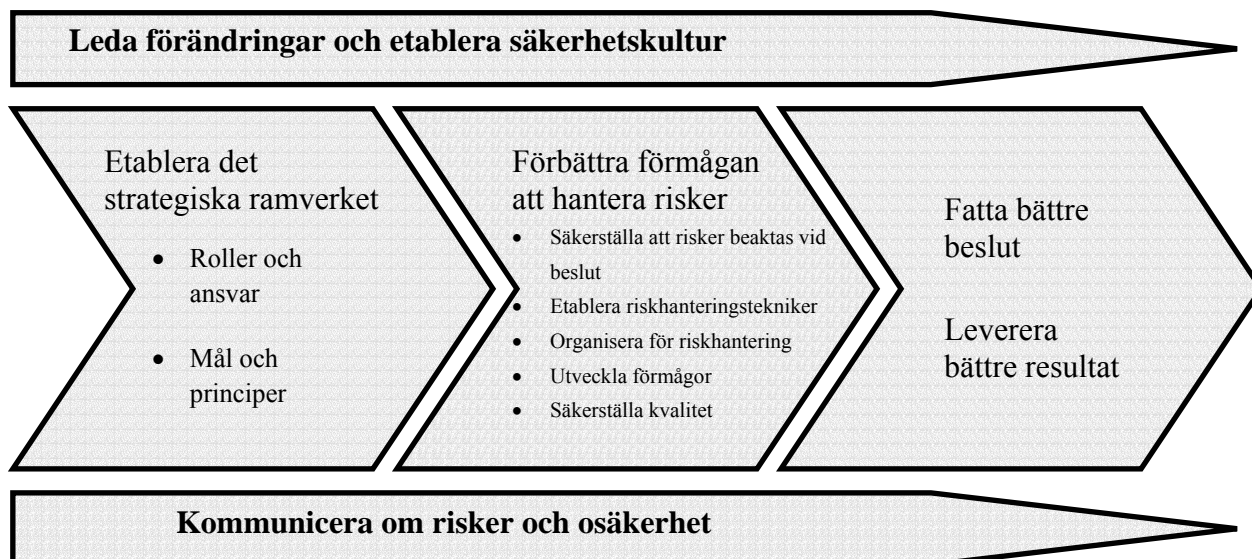 Leda förändringar och etablera säkerhetskultur
Etablera det
strategiska ramverket
• Roller och
ansvar
• Mål och
principer
Förbättra förmågan
att hantera risker
• Säkerställa att risker beaktas vid
beslut
• Etablera riskhanteringstekniker
• Organisera för riskhantering
• Utveckla förmågor
• Säkerställa kvalitet
Fatta bättre
beslut
Leverera
bättre resultat
Kommunicera om risker och osäkerhet